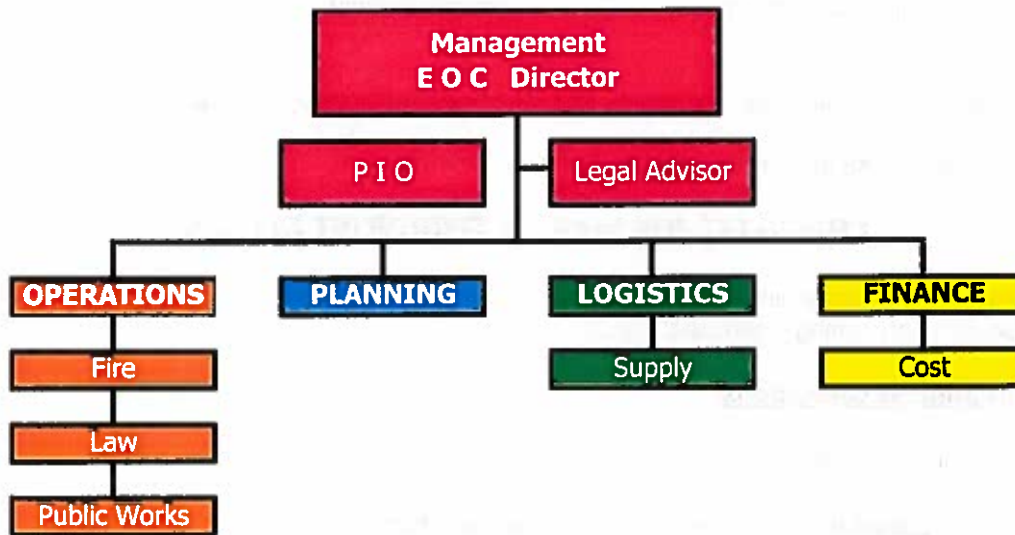 Management
E O C Director
P I O
Legal Advisor
OPERATIONS
PLANNING
LOGISTICS
FINANCE
Fire
Supply
Cost
Law
Public Works